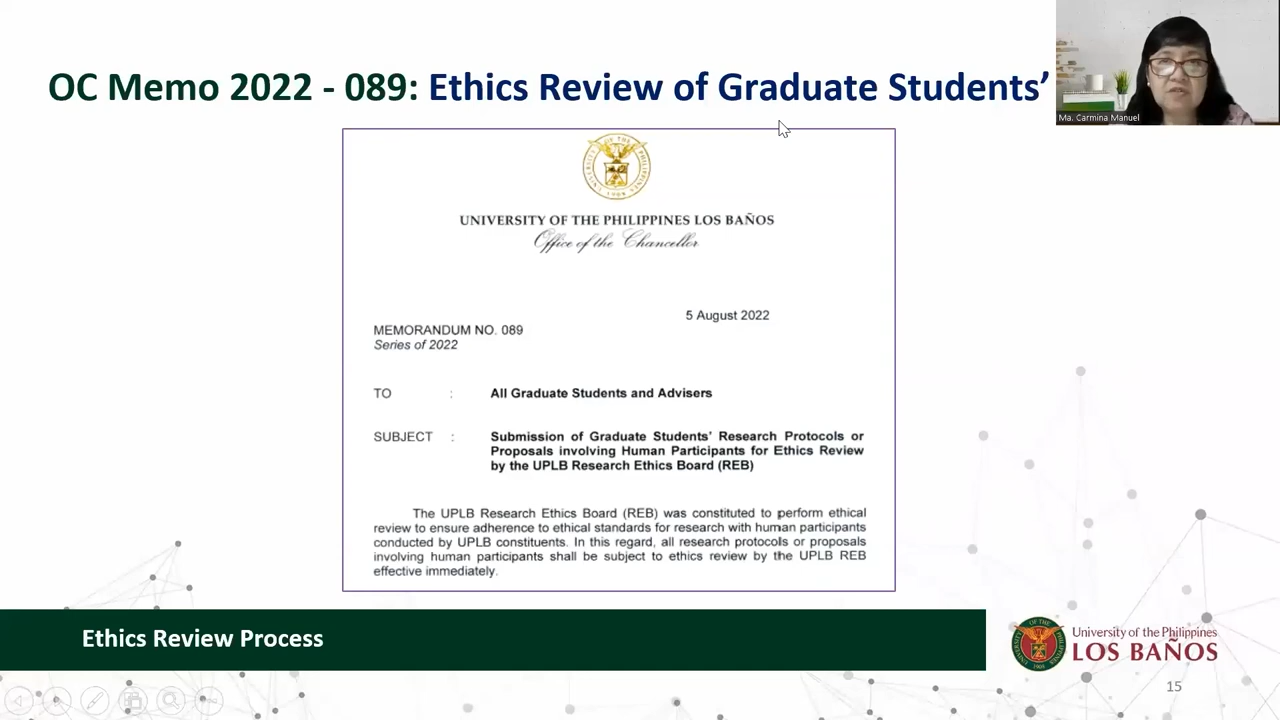 OC Memo 2022 - 089: Ethics Review of Graduate Students’
Ma. Carmina Manuel
UNIVERSITY OF THE PHILIPPINES LOS BAÑOS
Office of the Chancellor
5 August 2022
MEMORANDUM NO. 089
Series of 2022
TO : All Graduate Students and Advisers
SUBJECT : Submission of Graduate Students’ Research Protocols or
Proposals involving Human Participants for Ethics Review
by the UPLB Research Ethics Board (REB)
The UPLB Research Ethics Board (REB) was constituted to perform ethical
review to ensure adherence to ethical standards for research with human participants
conducted by UPLB constituents. In this regard, all research protocols or proposals
involving human participants shall be subject to ethics review by the UPLB REB
effective immediately.
Ethics Review Process
University of the Philippines
LOS BAÑOS
15